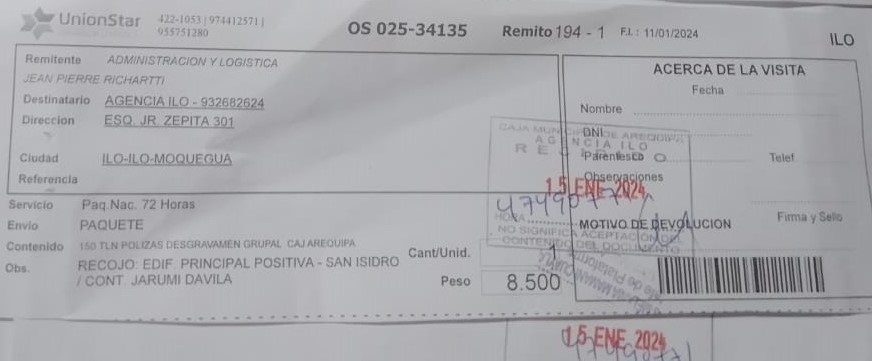 UnionStar 422-1053 | 974412571 |
955751280
OS 025-34135 Remito 194 - 1 F.I.: 11/01/2024
ILO
Remitente ADMINISTRACION Y LOGISTICA
JEAN PIERRE RICHARTTI
Destinatario AGENCIA ILO - 932682624
Direccion ESQ. JR. ZEPITA 301
Ciudad ILO-ILO-MOQUEGUA
Referencia
Servicio Paq.Nac. 72 Horas
Envio PAQUETE
Contenido 150 TLN POLIZAS DESGRAVAMEN GRUPAL CAJ AREQUIPA
Obs. RECOJO: EDIF. PRINCIPAL POSITIVA - SAN ISIDRO
/ CONT. JARUMI DAVILA
Cant/Unid. 1
Peso 8.500
ACERCA DE LA VISITA
Fecha
Nombre
DNI
Parentesco Telef
Observaciones
MOTIVO DE DEVOLUCION Firma y Sello
CAJA MUNICIPAL DE AREQUIPA
AGENCIA ILO
15 ENE 2024
HORA
NO SIGNIFICA ACEPTACION DEL
CONTENIDO DEL DOCUMENTO
de Plataforma
15 ENE 2024